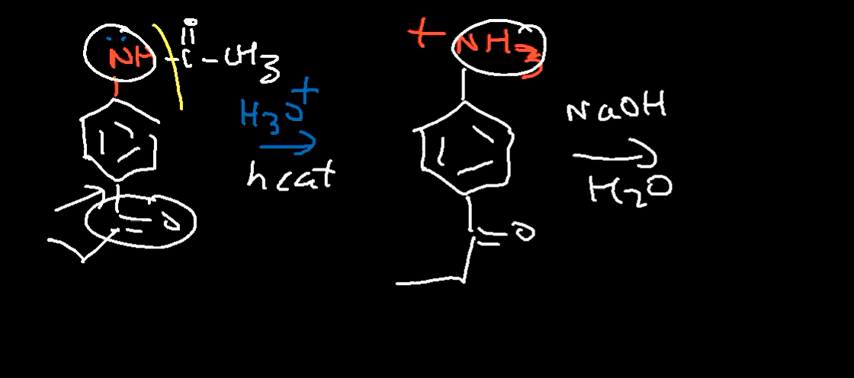 NH-C-CH3
O
H3O+
heat
=O
+NH3
=O
NaOH
H2O